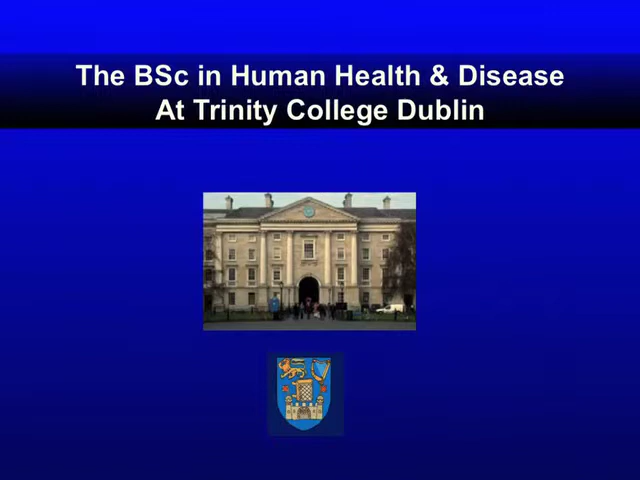 The BSc in Human Health & Disease
At Trinity College Dublin